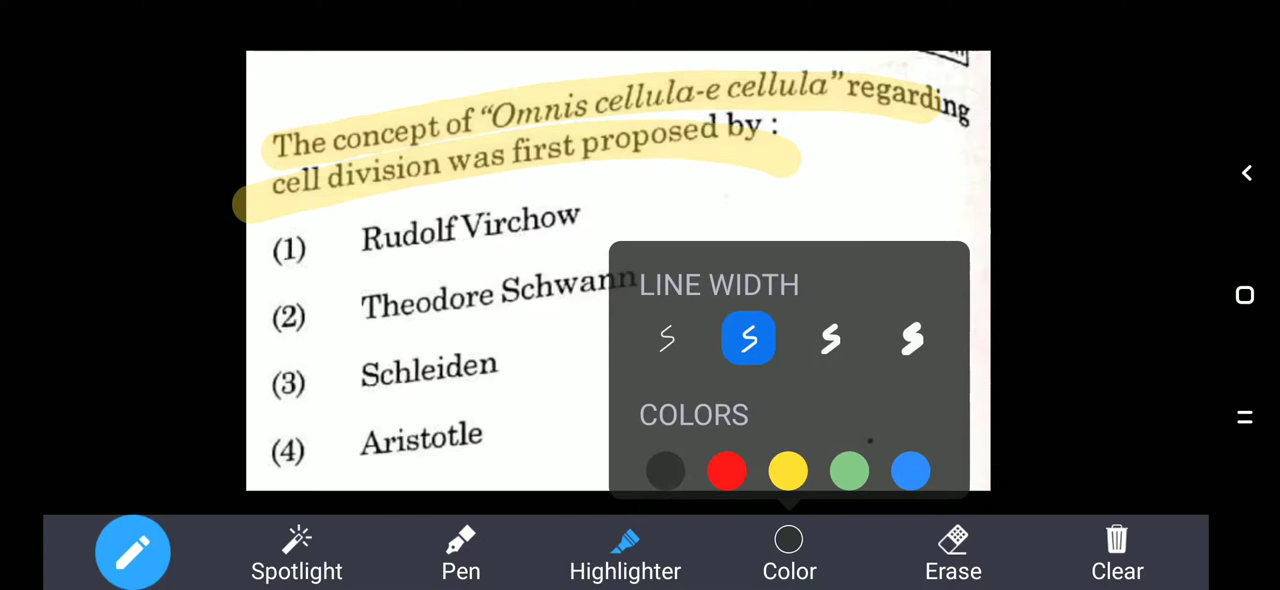 The concept of “Omnis cellula-e cellula” regarding
cell division was first proposed by :
(1) Rudolf Virchow
(2) Theodore Schwann
(3) Schleiden
(4) Aristotle
LINE WIDTH
COLORS
Spotlight
Pen
Highlighter
Color
Erase
Clear